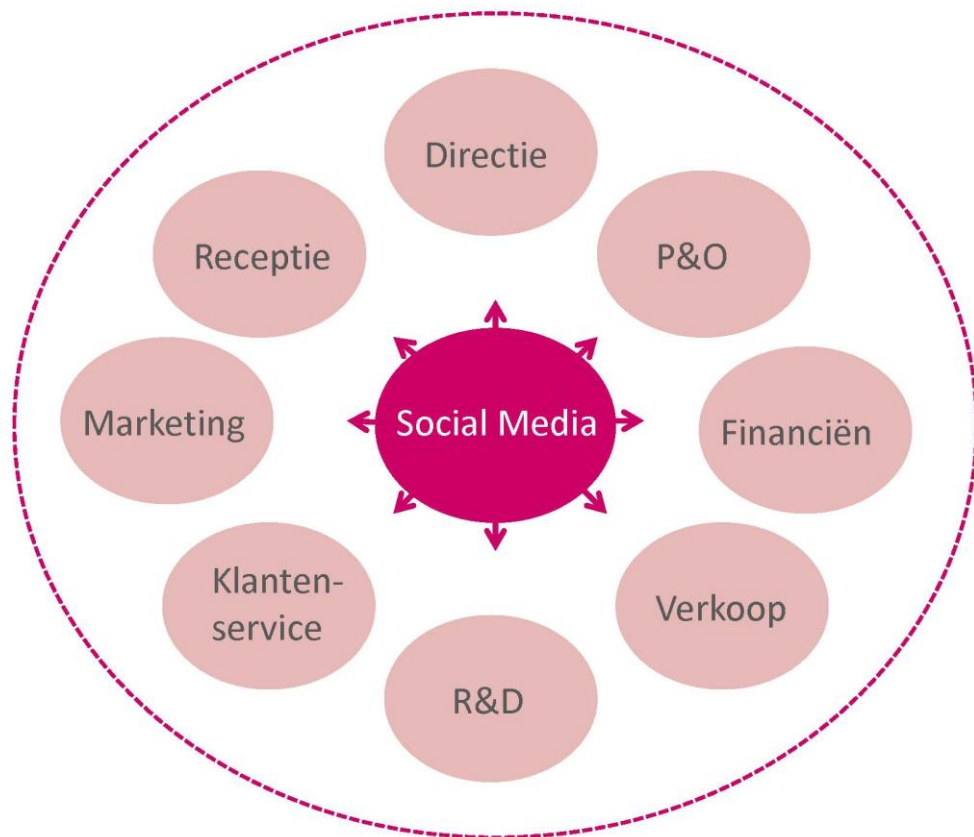 Directie
Receptie
P&O
Marketing
Social Media
Financiën
Klanten-
service
Verkoop
R&D